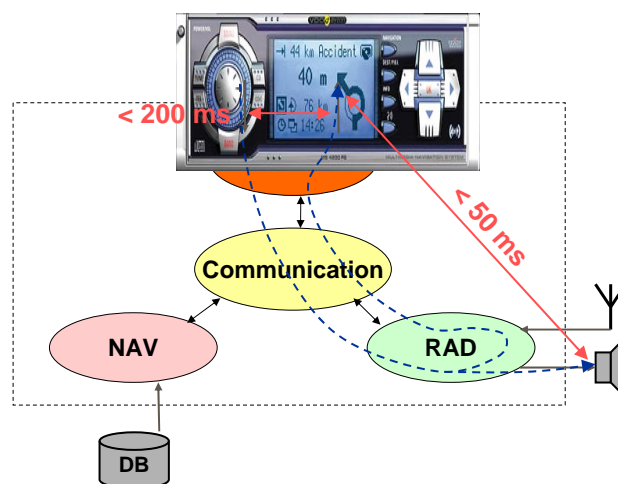 44 km Accident
40 m
76 km
14:26
< 200 ms
< 50 ms
Communication
NAV
RAD
DB